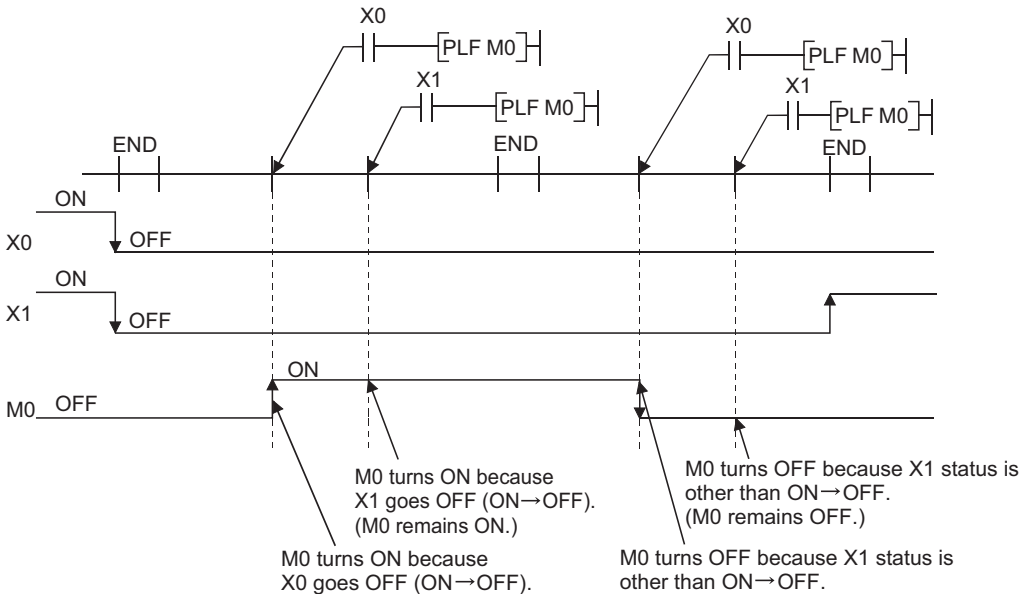 X0
[PLF M0]
X1
[PLF M0]
X0
[PLF M0]
X1
[PLF M0]
END
END
END
ON
X0
OFF
ON
X1
OFF
ON
M0 OFF
M0 turns ON because
X1 goes OFF (ON→OFF).
(M0 remains ON.)
M0 turns ON because
X0 goes OFF (ON→OFF).
M0 turns OFF because X1 status is
other than ON→OFF.
(M0 remains OFF.)
M0 turns OFF because X1 status is
other than ON→OFF.